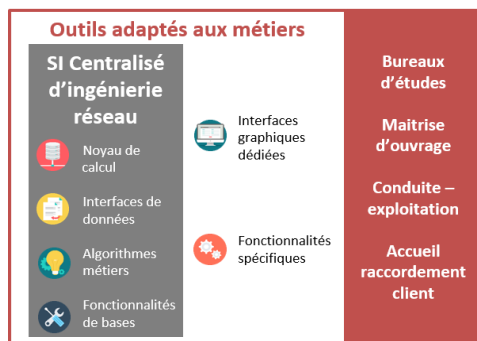 Outils adaptés aux métiers
SI Centralisé
d'ingénierie
réseau
Noyau de
calcul
Interfaces de
données
Algorithmes
métiers
Fonctionnalités
de bases
Interfaces
graphiques
dédiées
Fonctionnalités
spécifiques
Bureaux
d'études
Maitrise
d'ouvrage
Conduite –
exploitation
Accueil
raccordement
client